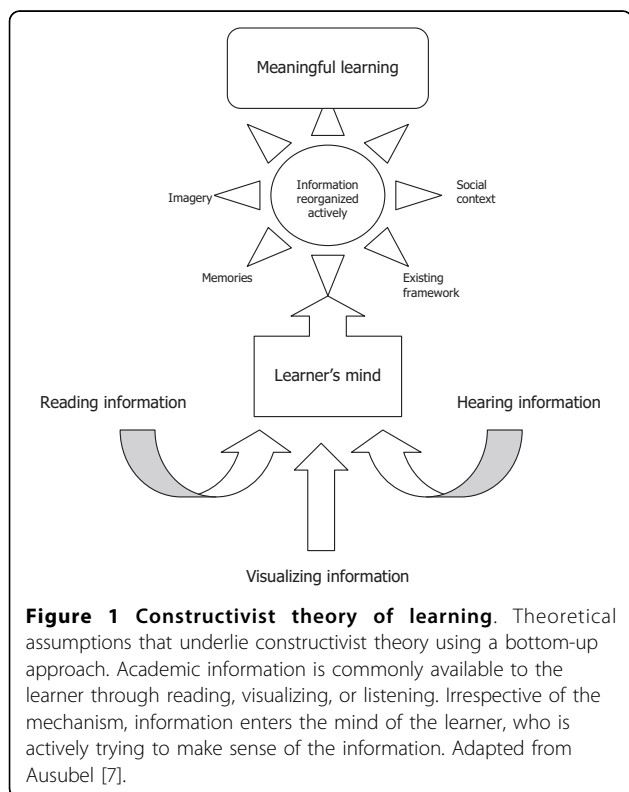 Meaningful learning
Information
reorganized
actively
Imagery
Social
context
Memories
Existing
framework
Learner's mind
Reading information
Hearing information
Visualizing information
Figure 1 Constructivist theory of learning. Theoretical
assumptions that underlie constructivist theory using a bottom-up
approach. Academic information is commonly available to the
learner through reading, visualizing, or listening. Irrespective of the
mechanism, information enters the mind of the learner, who is
actively trying to make sense of the information. Adapted from
Ausubel [7].